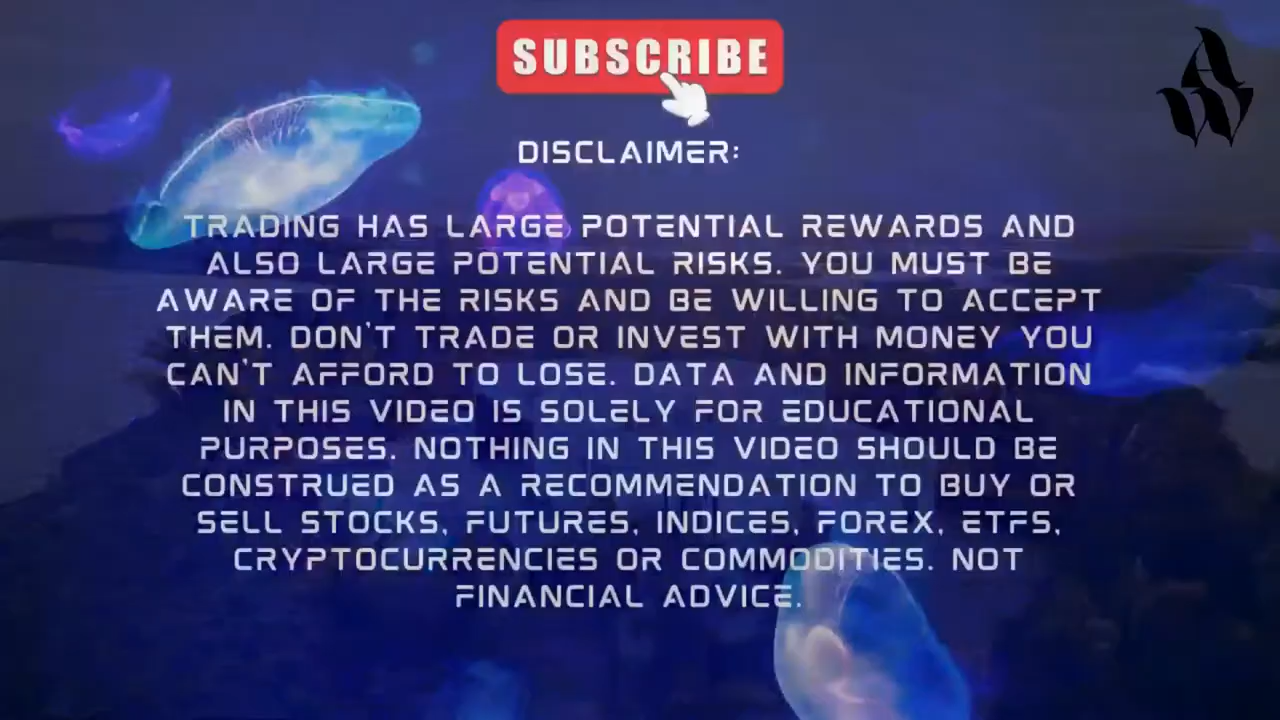 SUBSCRIBE
AW
DISCLAIMER:
TRADING HAS LARGE POTENTIAL REWARDS AND
ALSO LARGE POTENTIAL RISKS. YOU MUST BE
AWARE OF THE RISKS AND BE WILLING TO ACCEPT
THEM. DON'T TRADE OR INVEST WITH MONEY YOU
CAN'T AFFORD TO LOSE. DATA AND INFORMATION
IN THIS VIDEO IS SOLELY FOR EDUCATIONAL
PURPOSES. NOTHING IN THIS VIDEO SHOULD BE
CONSTRUED AS A RECOMMENDATION TO BUY OR
SELL STOCKS, FUTURES, INDICES, FOREX, ETFS,
CRYPTOCURRENCIES OR COMMODITIES. NOT
FINANCIAL ADVICE.